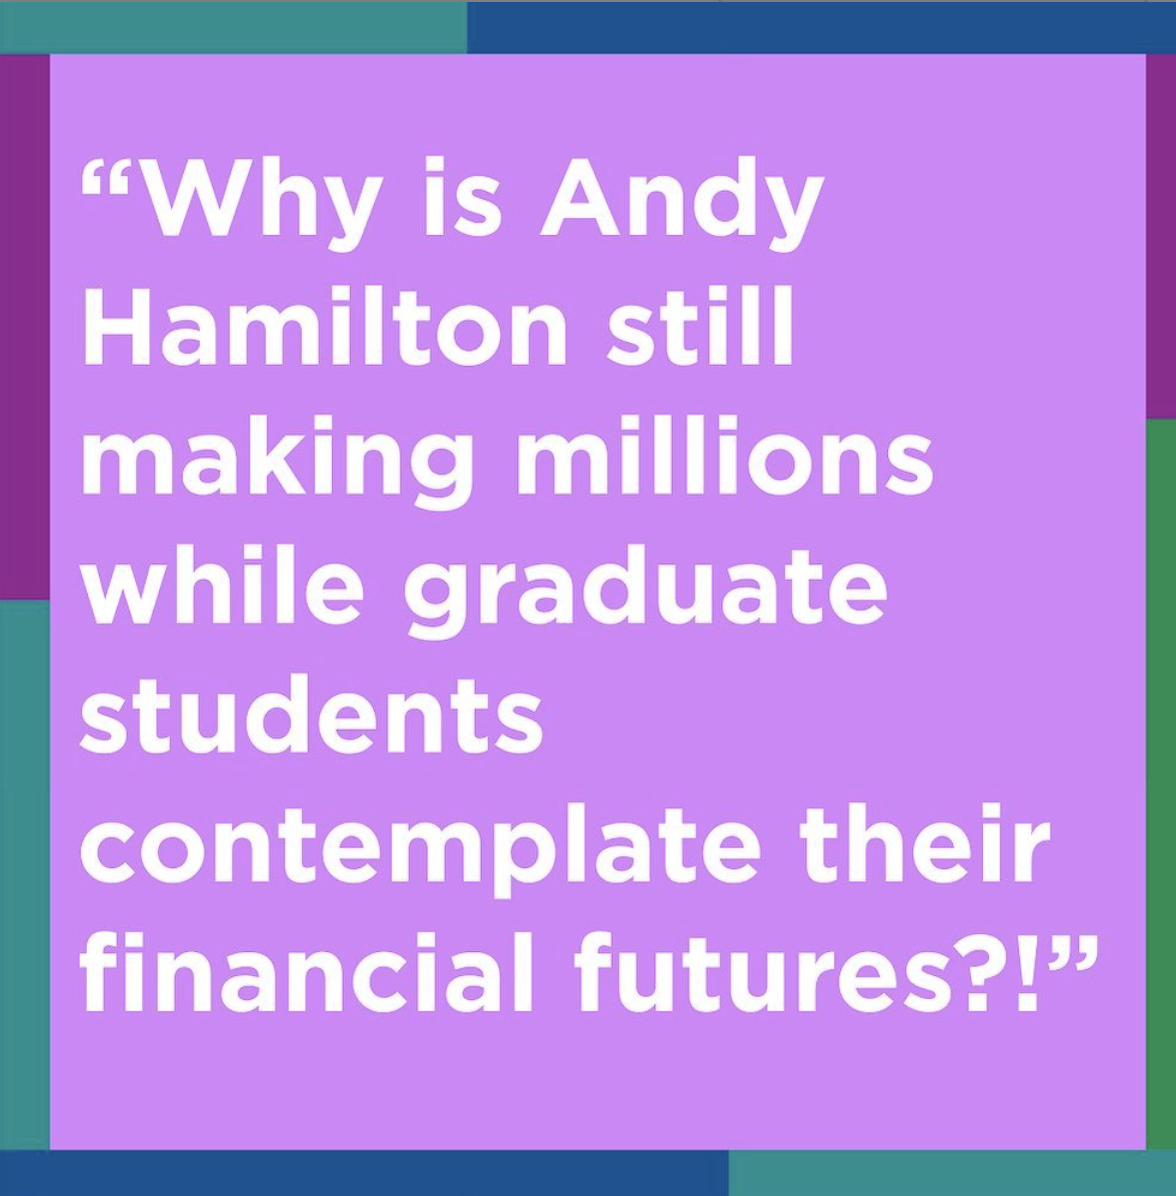 “Why is Andy
Hamilton still
making millions
while graduate
students
contemplate their
financial futures?!”